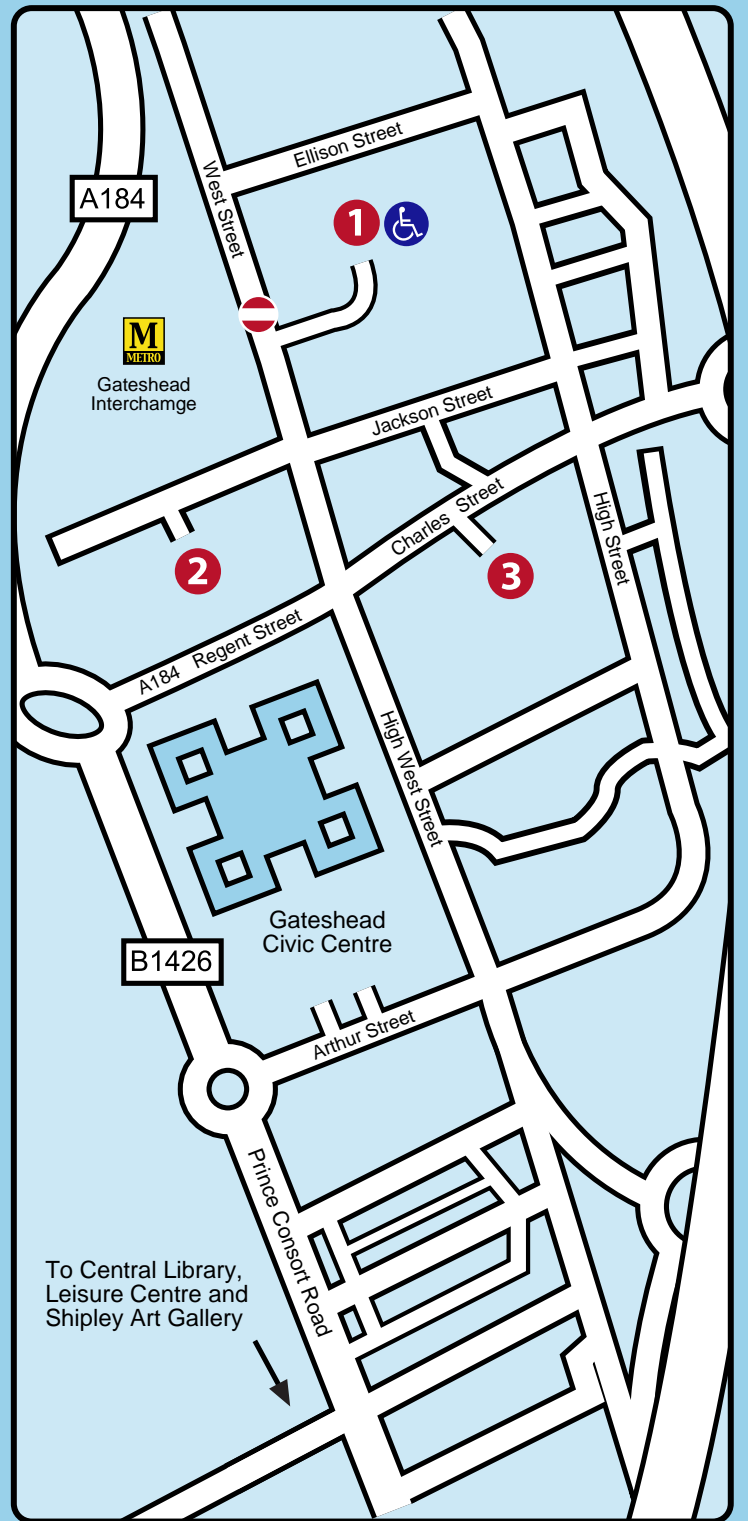 Ellison Street
West Street
A184
1
M
METRO
Gateshead
Interchamge
Jackson Street
Charles Street
High Street
2
3
A184 Regent Street
High West Street
Gateshead
Civic Centre
B1426
Arthur Street
Prince Consort Road
To Central Library,
Leisure Centre and
Shipley Art Gallery